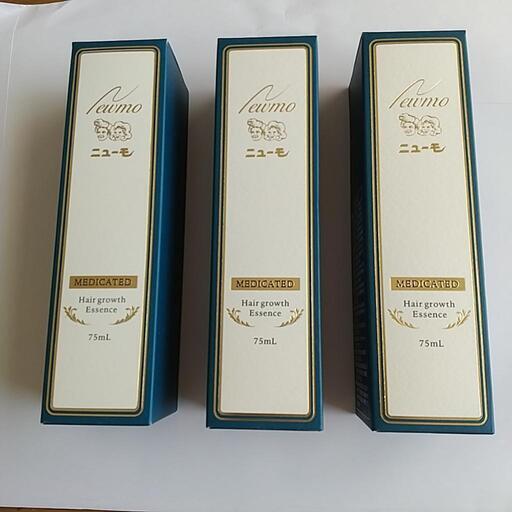 Newmo
ニューモ
MEDICATED
Hair growth
Essence
75mL
Newmo
ニューモ
MEDICATED
Hair growth
Essence
75mL
Newmo
ニューモ
MEDICATED
Hair growth
Essence
75mL